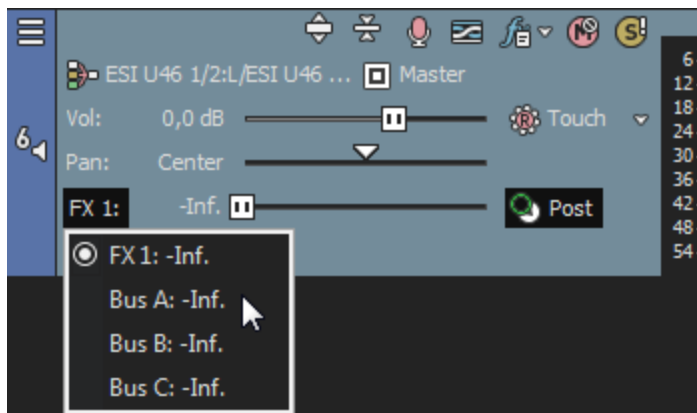 ESI U46 1/2:L/ESI U46 ... Master
6
Vol: 0,0 dB Touch
Pan: Center
FX 1: -Inf. Post
FX 1: -Inf.
Bus A: -Inf.
Bus B: -Inf.
Bus C: -Inf.
6
12
18
24
30
36
42
48
54